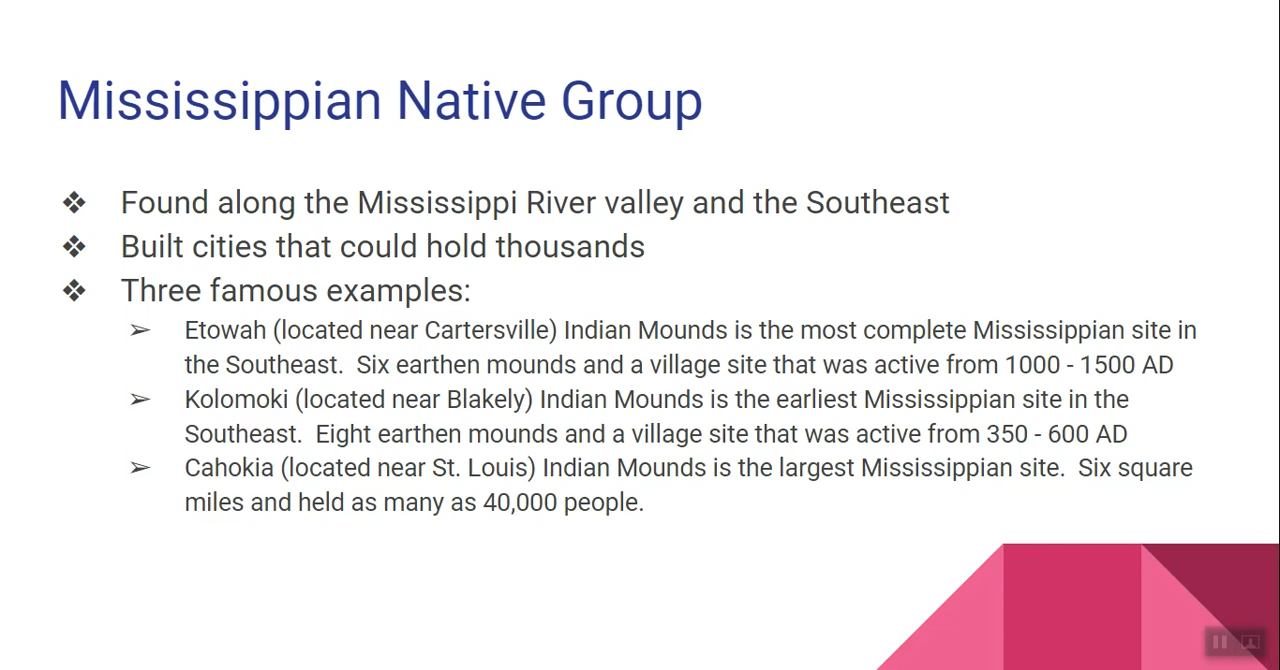 Mississippian Native Group
❖ Found along the Mississippi River valley and the Southeast
❖ Built cities that could hold thousands
❖ Three famous examples:
➢ Etowah (located near Cartersville) Indian Mounds is the most complete Mississippian site in
the Southeast.  Six earthen mounds and a village site that was active from 1000 - 1500 AD
➢ Kolomoki (located near Blakely) Indian Mounds is the earliest Mississippian site in the
Southeast.  Eight earthen mounds and a village site that was active from 350 - 600 AD
➢ Cahokia (located near St. Louis) Indian Mounds is the largest Mississippian site.  Six square
miles and held as many as 40,000 people.